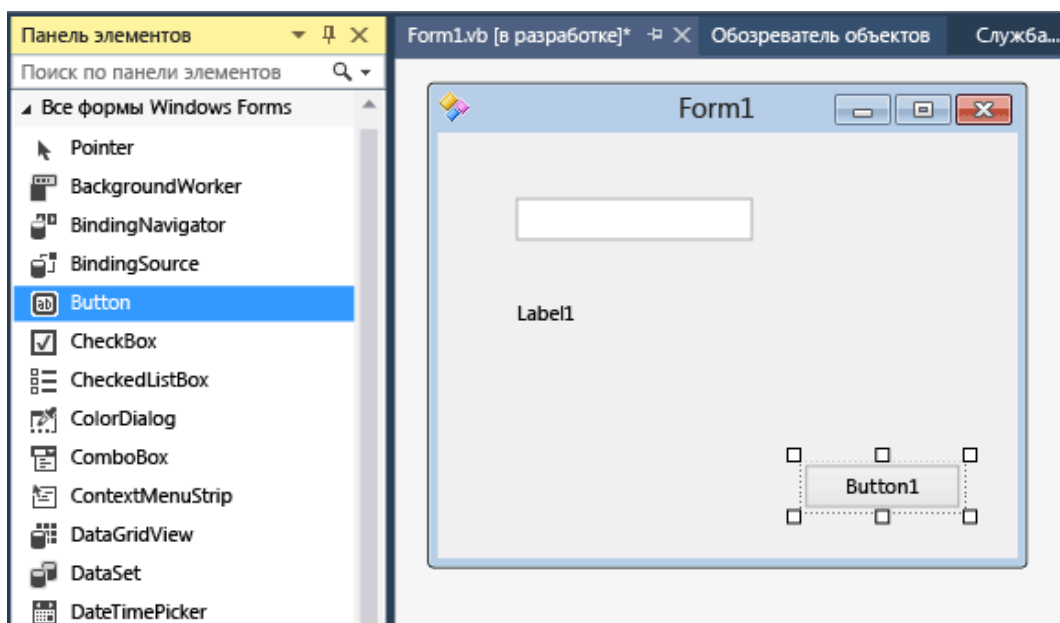 Панель элементов
Поиск по панели элементов
Все формы Windows Forms
Pointer
BackgroundWorker
BindingNavigator
BindingSource
Button
CheckBox
CheckedListBox
ColorDialog
ComboBox
ContextMenuStrip
DataGridView
DataSet
DateTimePicker
Form1.vb [в разработке]* Обозреватель объектов Служба...
Form1
Label1
Button1